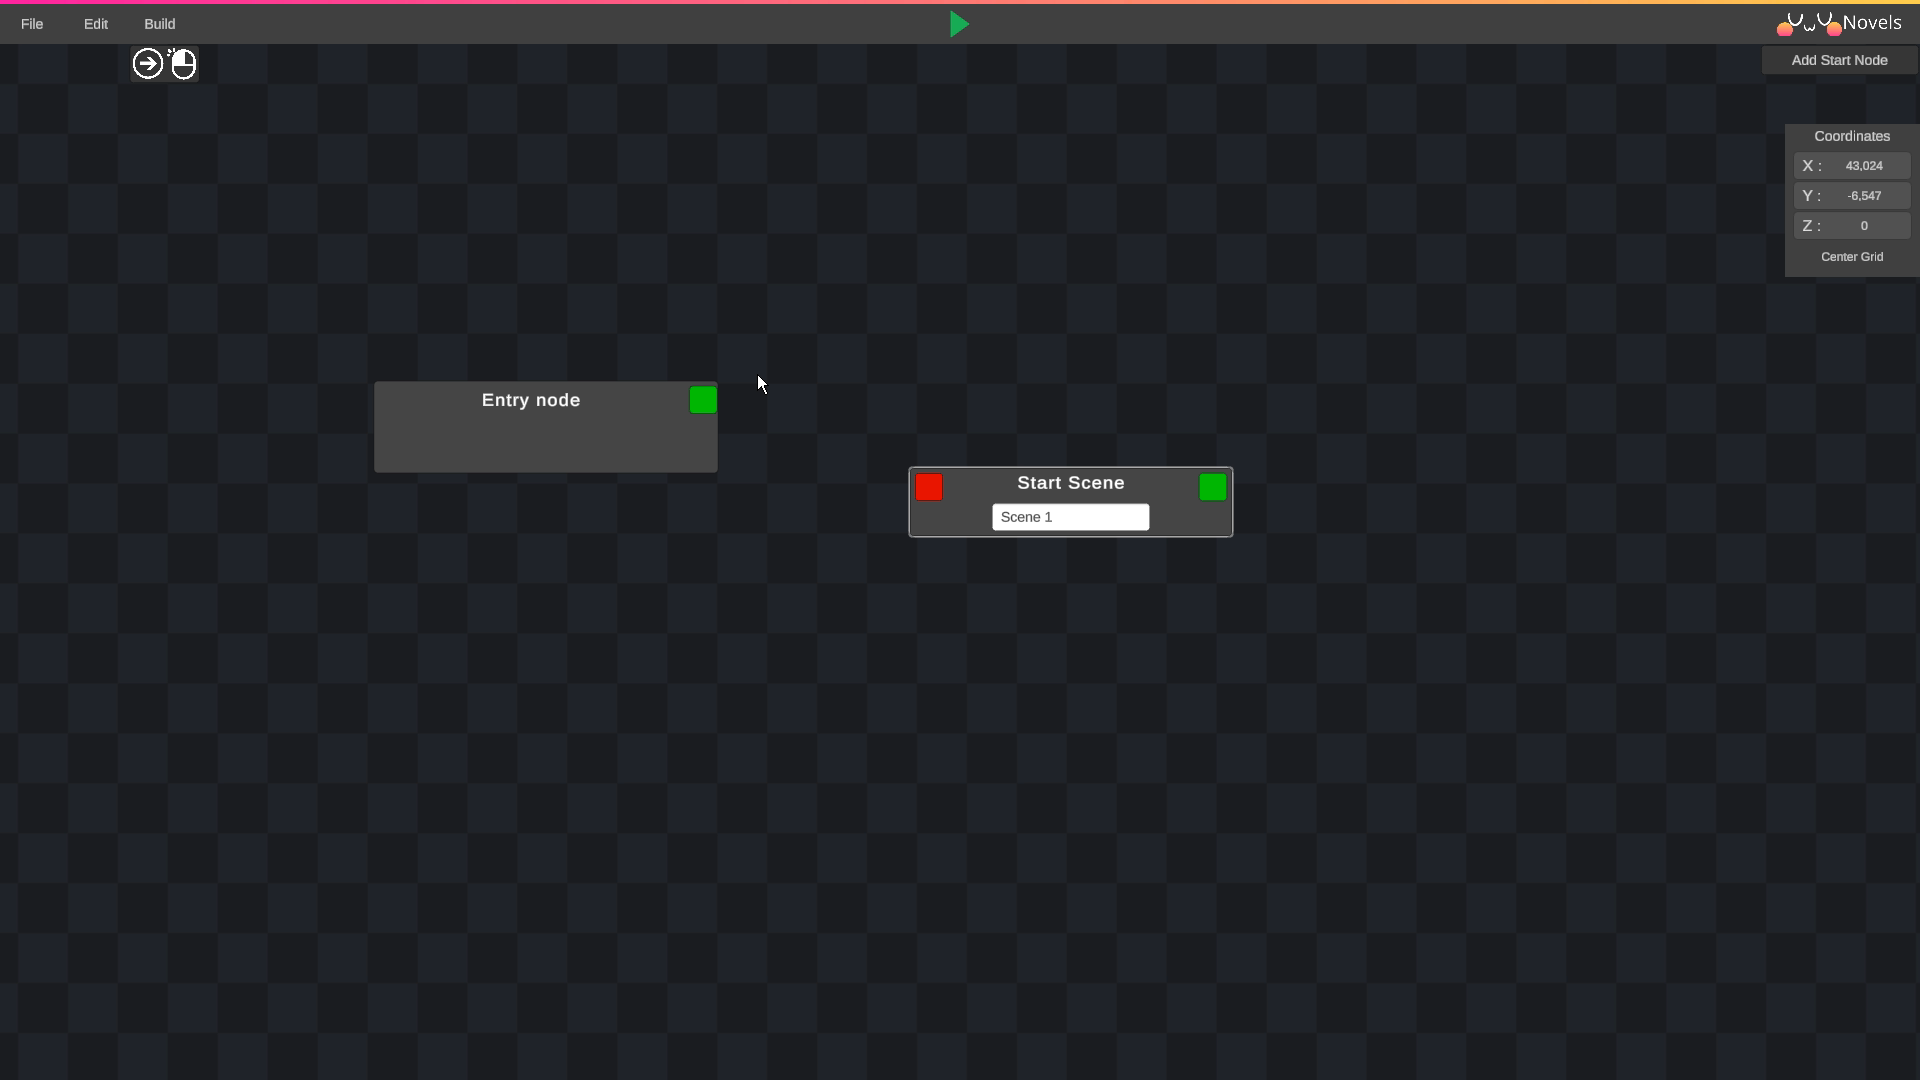 File Edit Build
UwU Novels
Add Start Node
Coordinates
X : 43,024
Y : -6,547
Z : 0
Center Grid
Entry node
Start Scene
Scene 1